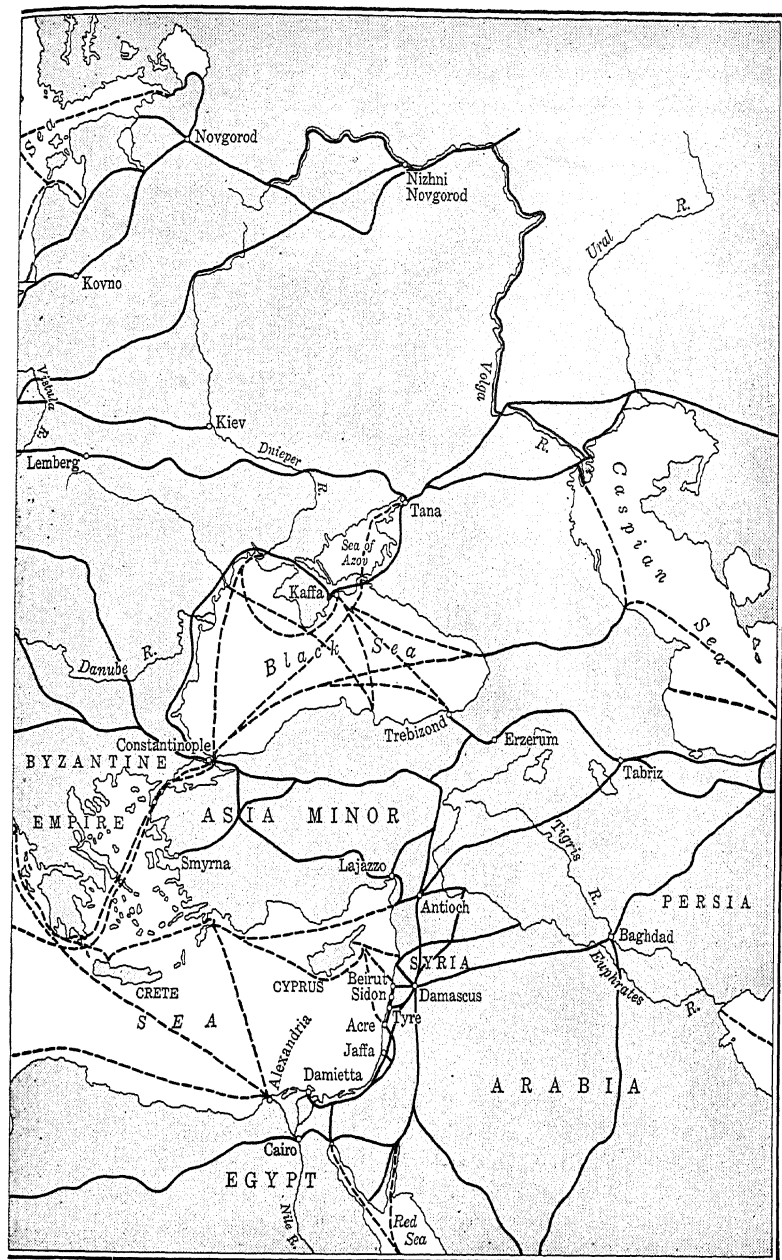 Sea
Novgorod
Nizhni
Novgorod
Ural R.
Kovno
Vistula R.
Volga R.
Kiev
Lemberg
Dnieper R.
Tana
Caspian Sea
Sea of
Azov
Kaffa
Black Sea
Danube R.
Trebizond
Constantinople
Erzerum
BYZANTINE
EMPIRE
Tabriz
ASIA MINOR
Tigris R.
Smyrna
Lajazzo
Antioch
PERSIA
Baghdad
SYRIA
CRETE
CYPRUS
Beirut
Sidon
Damascus
Euphrates R.
SEA
Tyre
Acre
Jaffa
Alexandria
Damietta
ARABIA
Cairo
EGYPT
Nile R.
Red
Sea